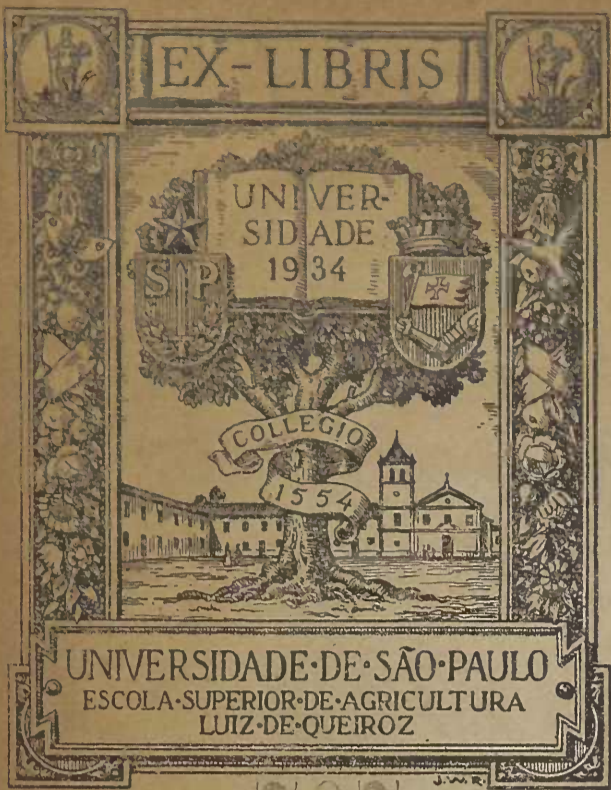 EX-LIBRIS
UNIVER-
SIDADE
1934
S P
COLLEGIO
1554
UNIVERSIDADE·DE·SÃO·PAULO
ESCOLA·SUPERIOR·DE·AGRICULTURA
LUIZ·DE·QUEIROZ
J.W.R.